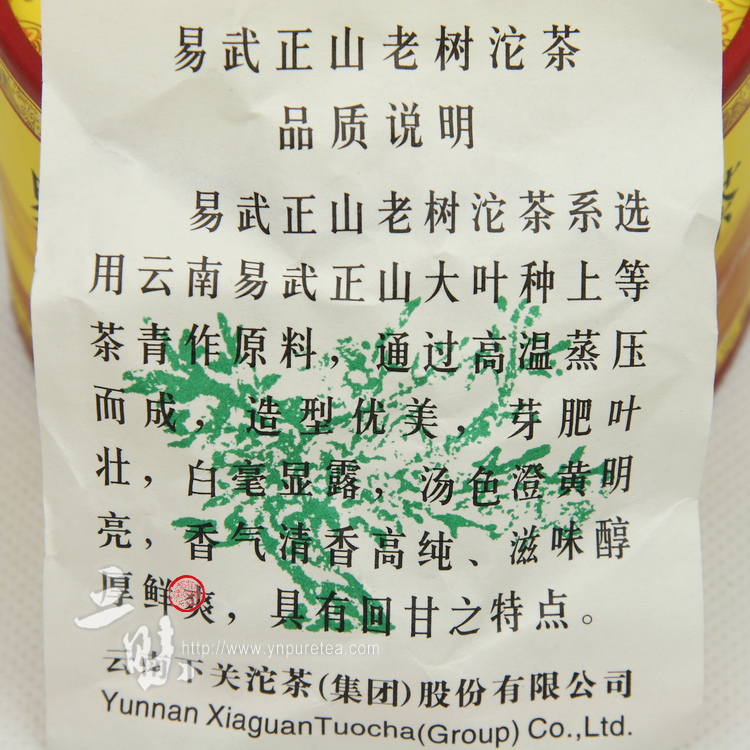 易武正山老树沱茶
品质说明
易武正山老树沱茶系选
用云南易武正山大叶种上等
茶青作原料，通过高温蒸压
而成，造型优美，芽肥叶
壮，白毫显露，汤色澄黄明
亮，香气清香高纯、滋味醇
厚鲜爽，具有回甘之特点。
http://www.ynpuretea.com
云南下关沱茶(集团)股份有限公司
Yunnan XiaguanTuocha(Group) Co.,Ltd.